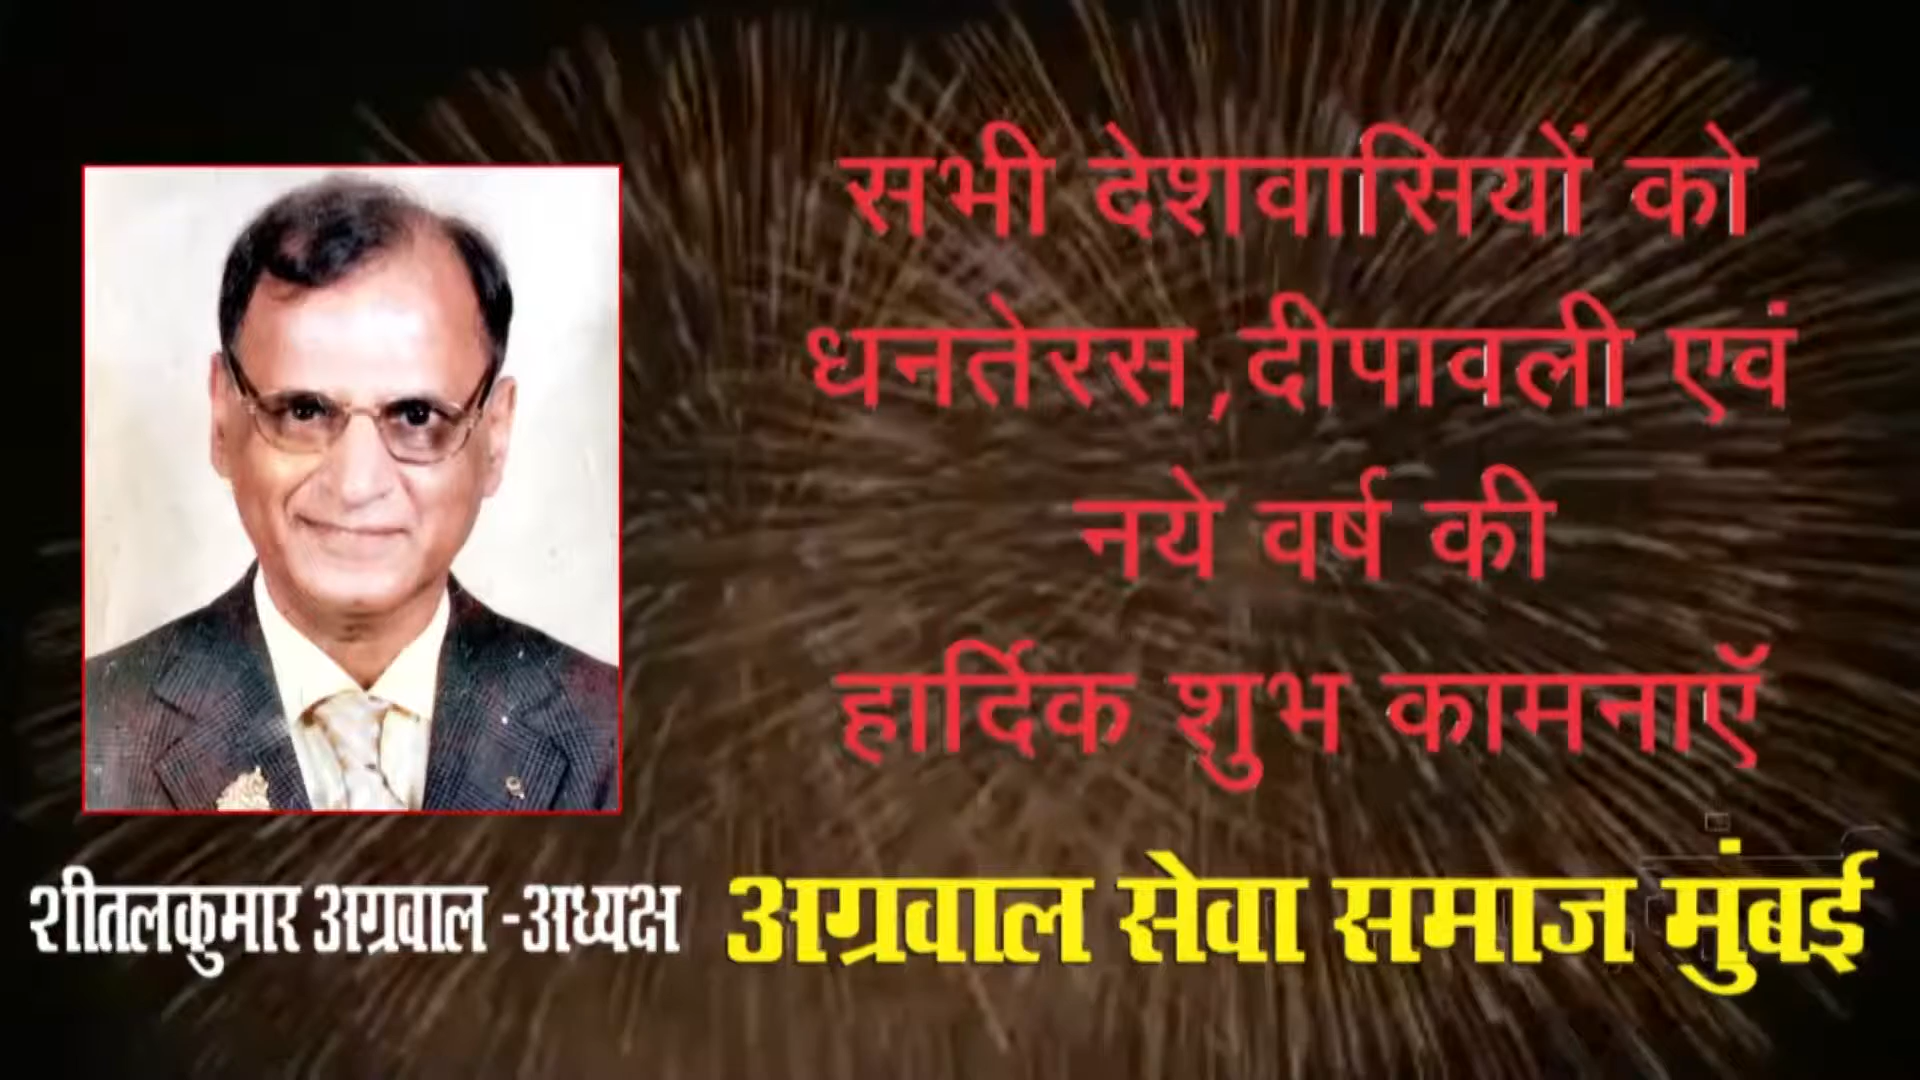 सभी देशवासियों को
धनतेरस,दीपावली एवं
नये वर्ष की
हार्दिक शुभ कामनाएॅ
शीतलकुमार अग्रवाल -अध्यक्ष
अग्रवाल सेवा समाज मुंबई